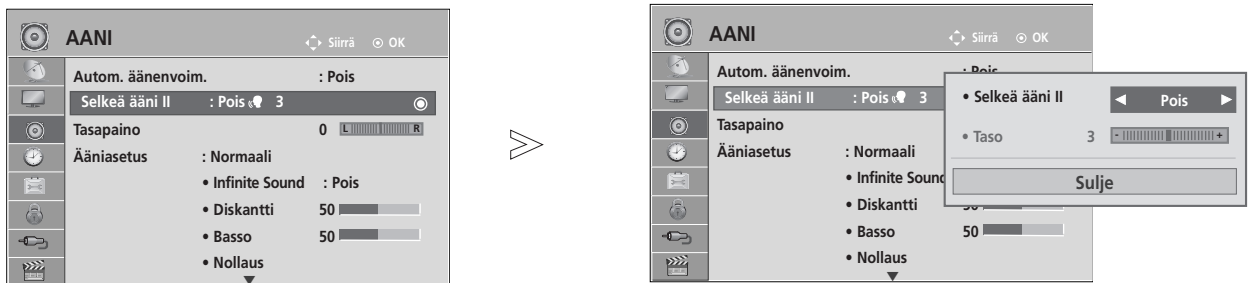 AANI
Siirrä OK
Autom. äänenvoim. : Pois
Selkeä ääni II : Pois 3
Tasapaino 0 L R
Ääniasetus : Normaali
• Infinite Sound : Pois
• Diskantti 50
• Basso 50
• Nollaus
AANI
Siirrä OK
Autom. äänenvoim. : Pois
Selkeä ääni II : Pois 3
Tasapaino
Ääniasetus : Normaali
• Infinite Sound
• Diskantti 50
• Basso 50
• Nollaus
• Selkeä ääni II Pois
• Taso 3 - +
Sulje